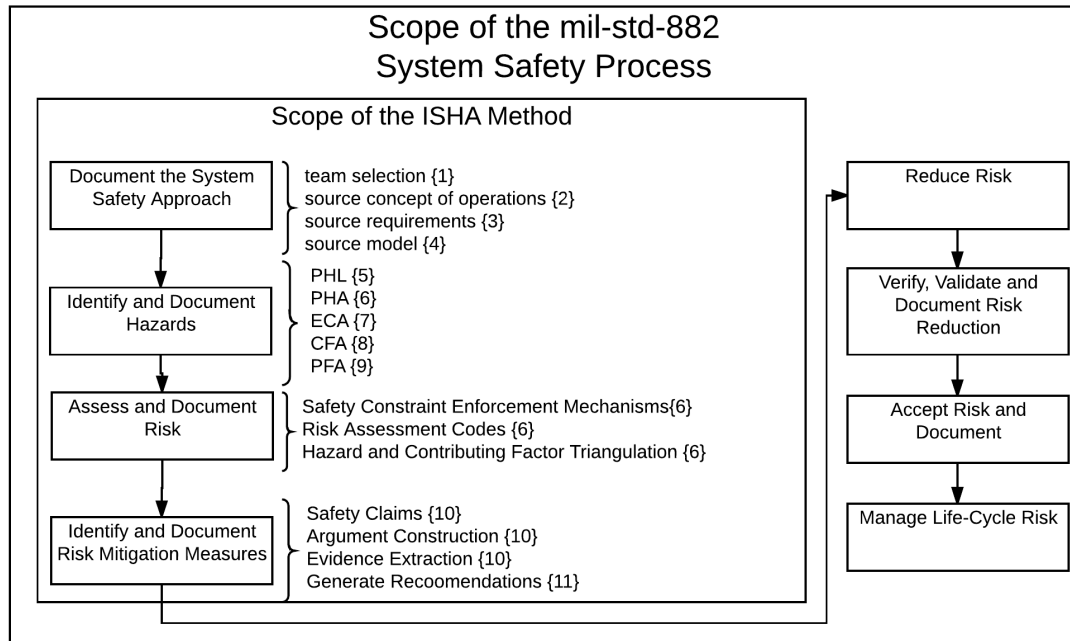 Scope of the mil-std-882
System Safety Process
Scope of the ISHA Method
Document the System
Safety Approach
team selection {1}
source concept of operations {2}
source requirements {3}
source model {4}
Identify and Document
Hazards
PHL {5}
PHA {6}
ECA {7}
CFA {8}
PFA {9}
Assess and Document
Risk
Safety Constraint Enforcement Mechanisms{6}
Risk Assessment Codes {6}
Hazard and Contributing Factor Triangulation {6}
Identify and Document
Risk Mitigation Measures
Safety Claims {10}
Argument Construction {10}
Evidence Extraction {10}
Generate Recoomendations {11}
Reduce Risk
Verify, Validate and
Document Risk
Reduction
Accept Risk and
Document
Manage Life-Cycle Risk